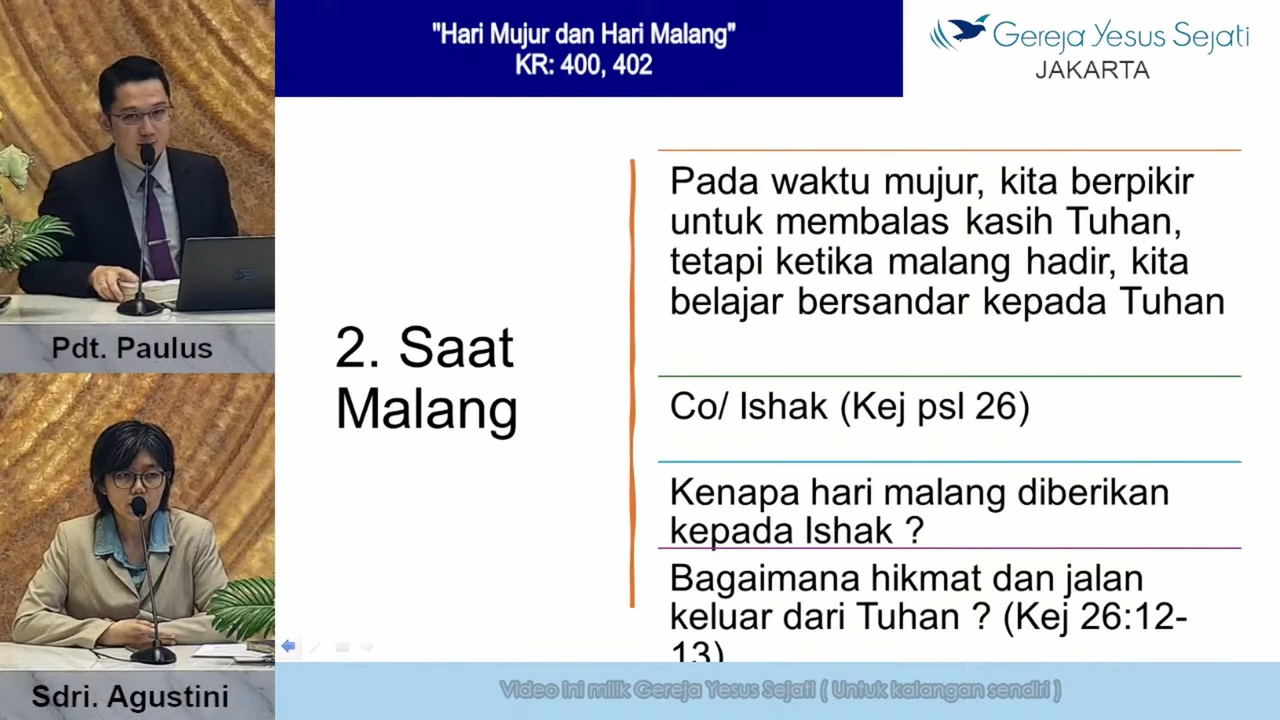 "Hari Mujur dan Hari Malang"
KR: 400, 402
Gereja Yesus Sejati
JAKARTA
Pdt. Paulus
Sdri. Agustini
2. Saat
Malang
Pada waktu mujur, kita berpikir
untuk membalas kasih Tuhan,
tetapi ketika malang hadir, kita
belajar bersandar kepada Tuhan
Co/ Ishak (Kej psl 26)
Kenapa hari malang diberikan
kepada Ishak ?
Bagaimana hikmat dan jalan
keluar dari Tuhan ? (Kej 26:12-
13)
Video ini milik Gereja Yesus Sejati ( Untuk kalangan sendiri )